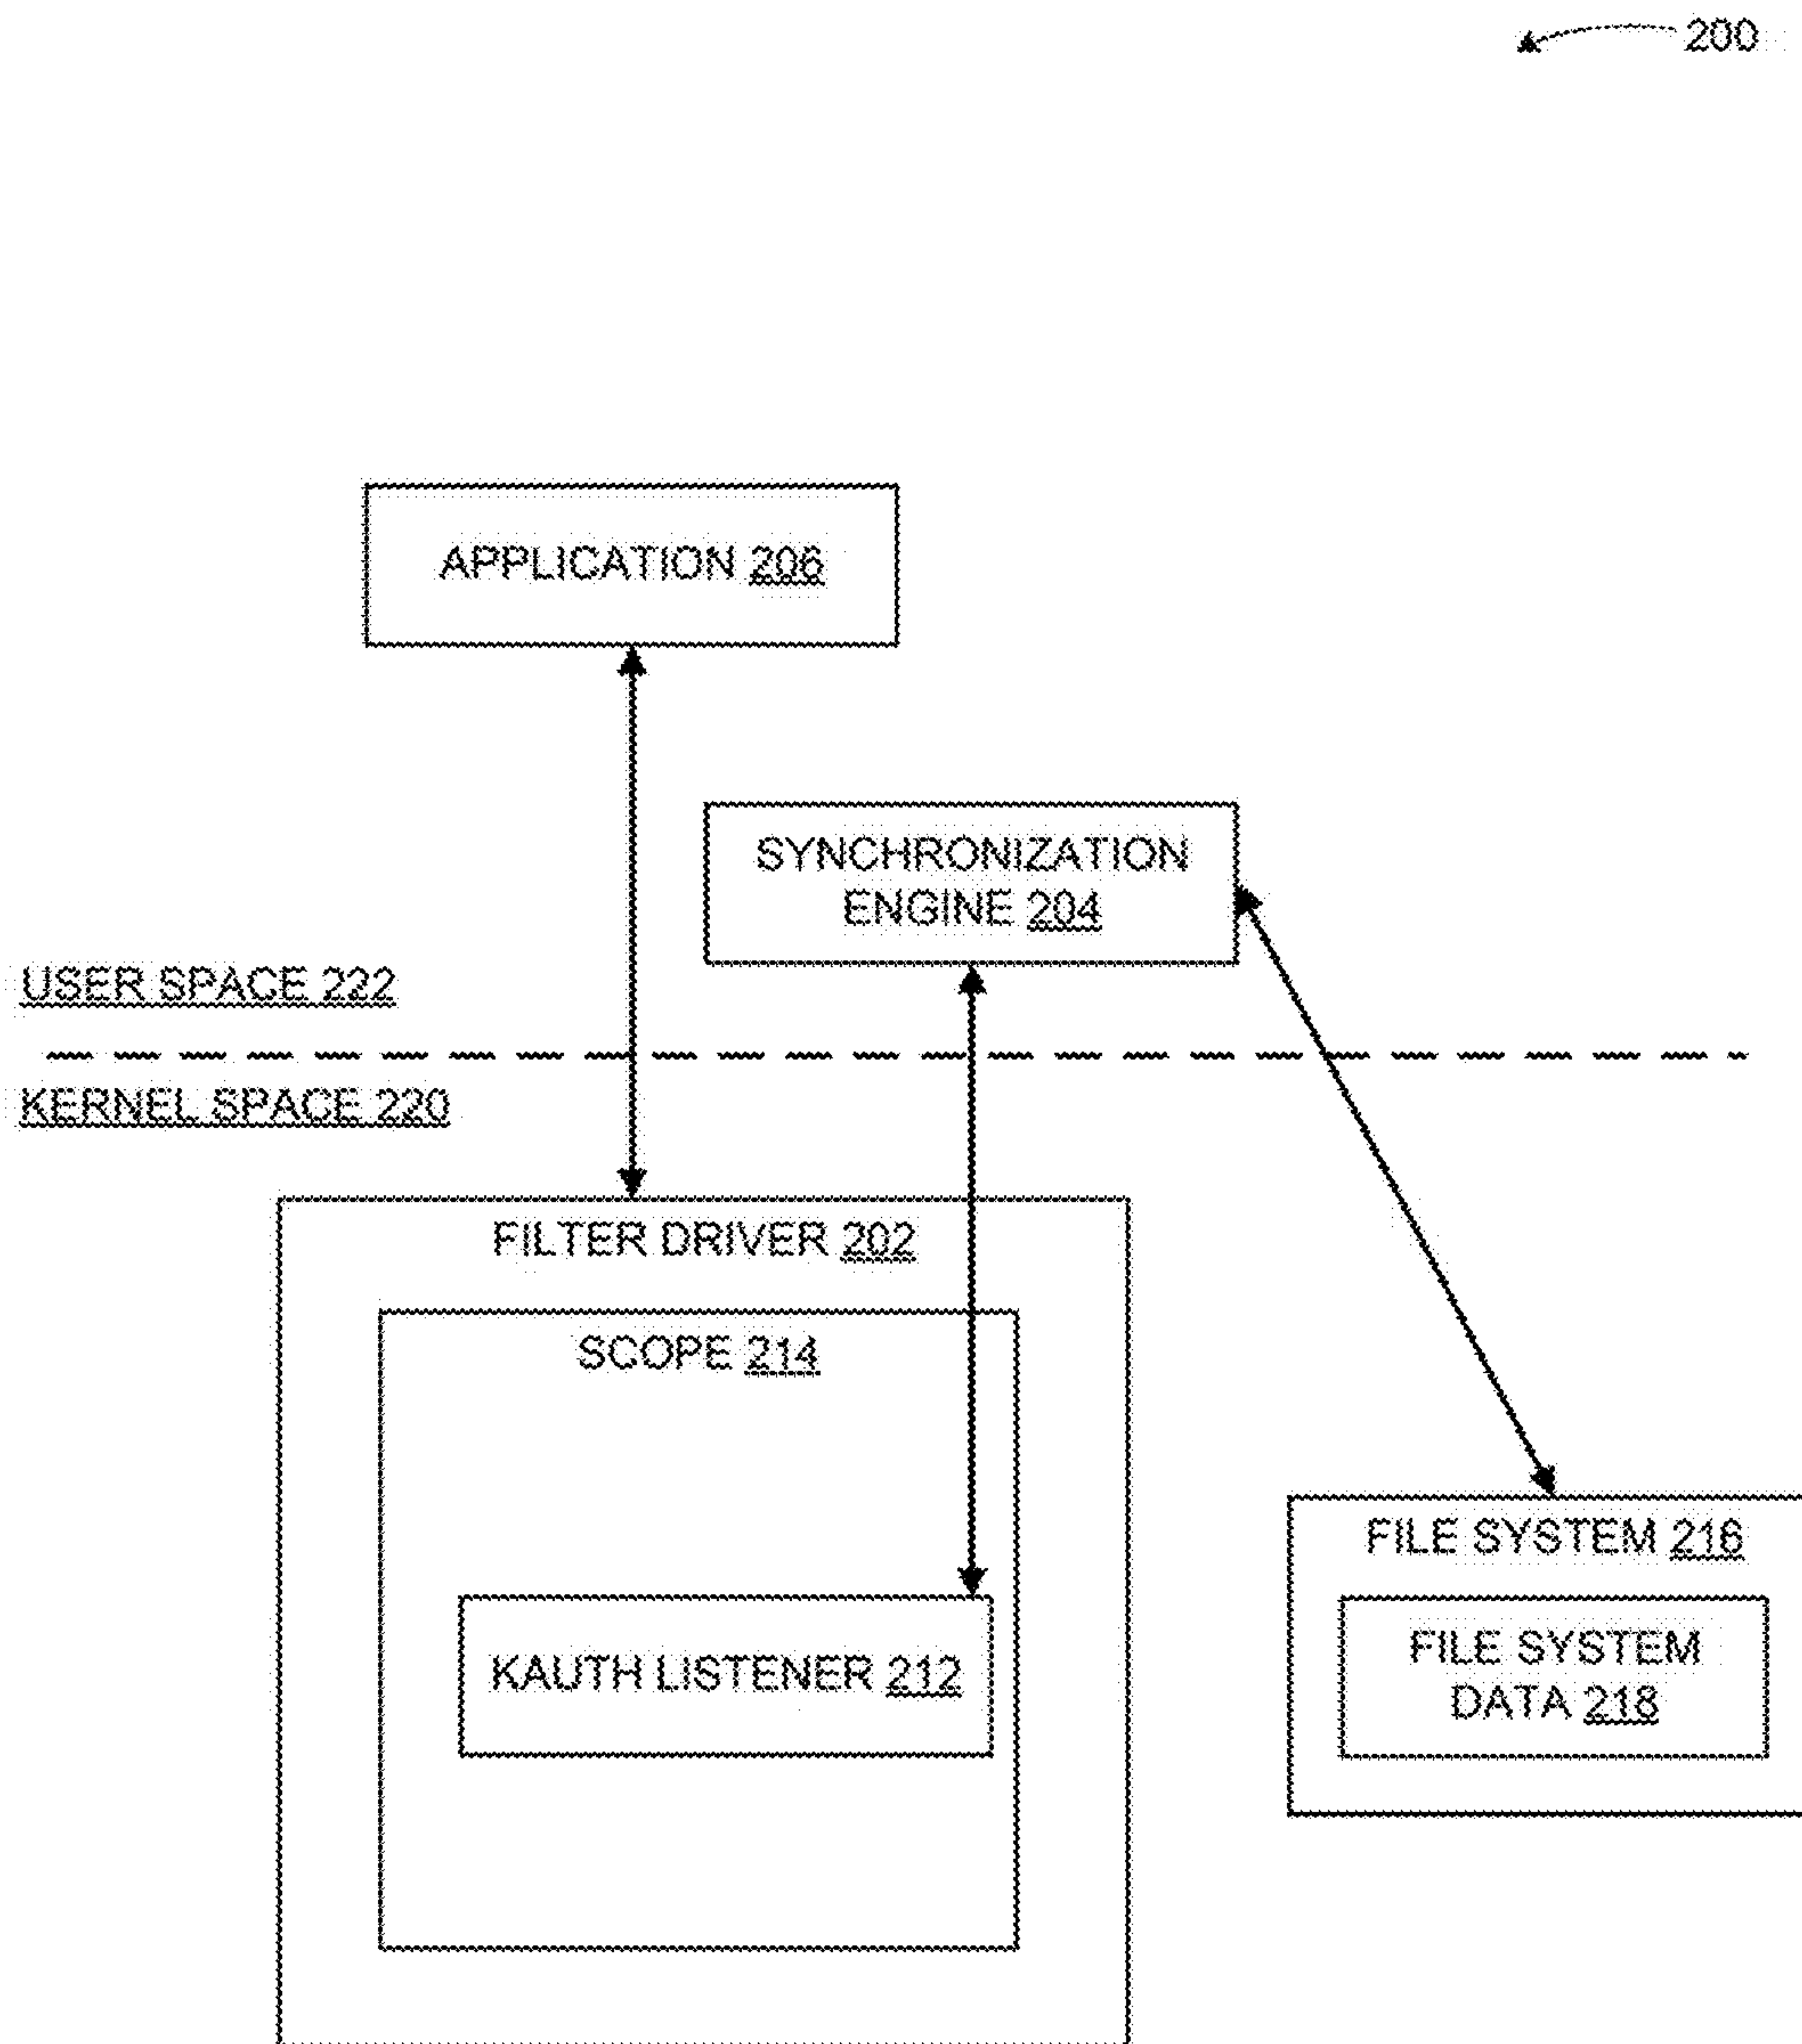 200
APPLICATION 206
SYNCHRONIZATION
ENGINE 204
USER SPACE 222
KERNEL SPACE 220
FILTER DRIVER 202
SCOPE 214
FILE SYSTEM 216
KAUTH LISTENER 212
FILE SYSTEM
DATA 218